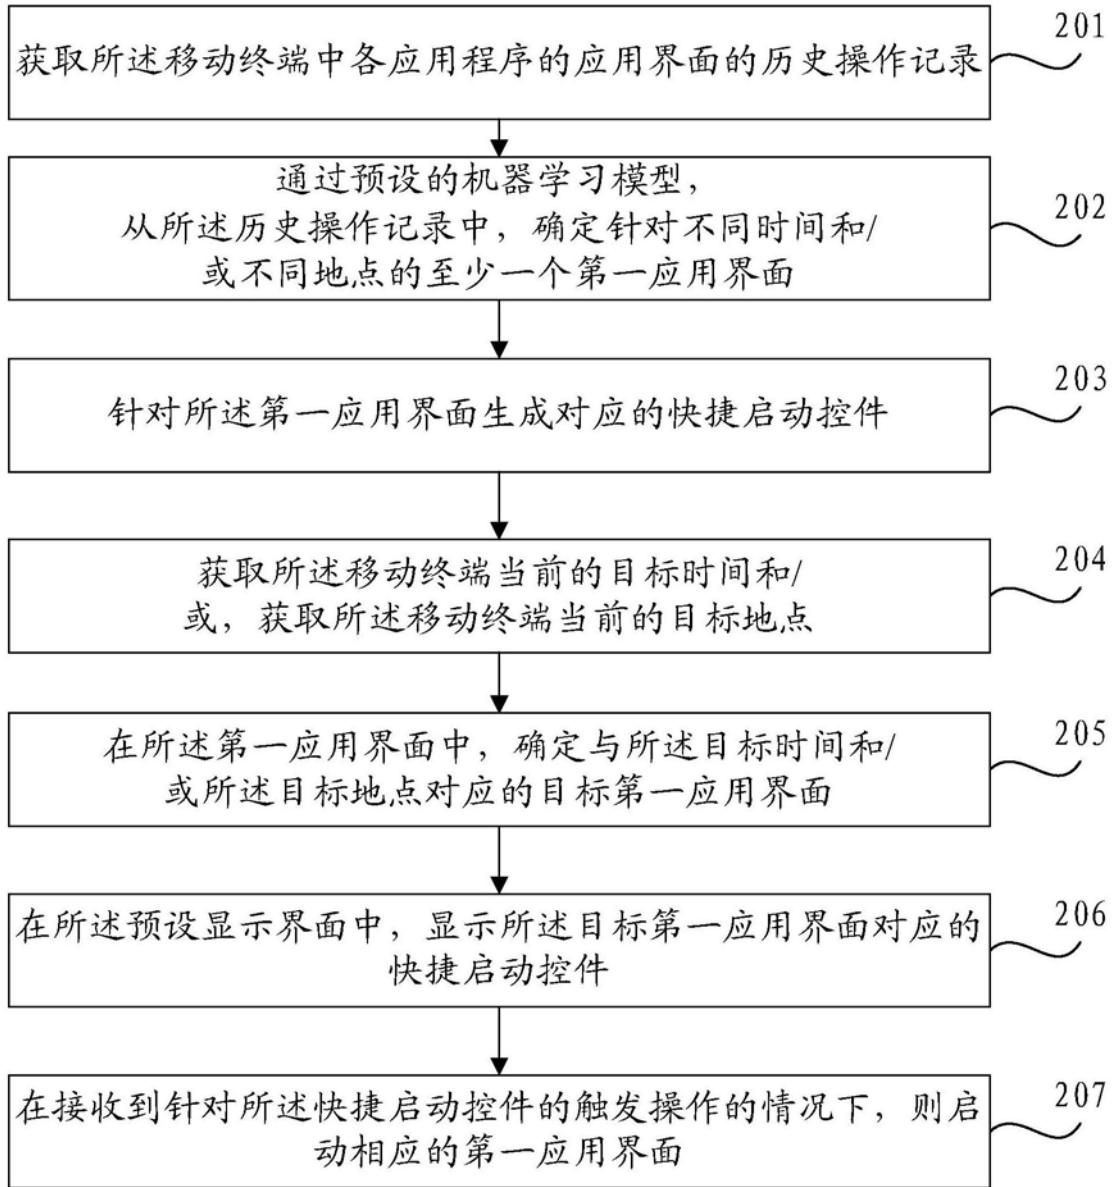 获取所述移动终端中各应用程序的应用界面的历史操作记录
201
通过预设的机器学习模型，
从所述历史操作记录中，确定针对不同时间和/
或不同地点的至少一个第一应用界面
202
针对所述第一应用界面生成对应的快捷启动控件
203
获取所述移动终端当前的目标时间和/
或，获取所述移动终端当前的目标地点
204
在所述第一应用界面中，确定与所述目标时间和/
或所述目标地点对应的目标第一应用界面
205
在所述预设显示界面中，显示所述目标第一应用界面对应的
快捷启动控件
206
在接收到针对所述快捷启动控件的触发操作的情况下，则启
动相应的第一应用界面
207